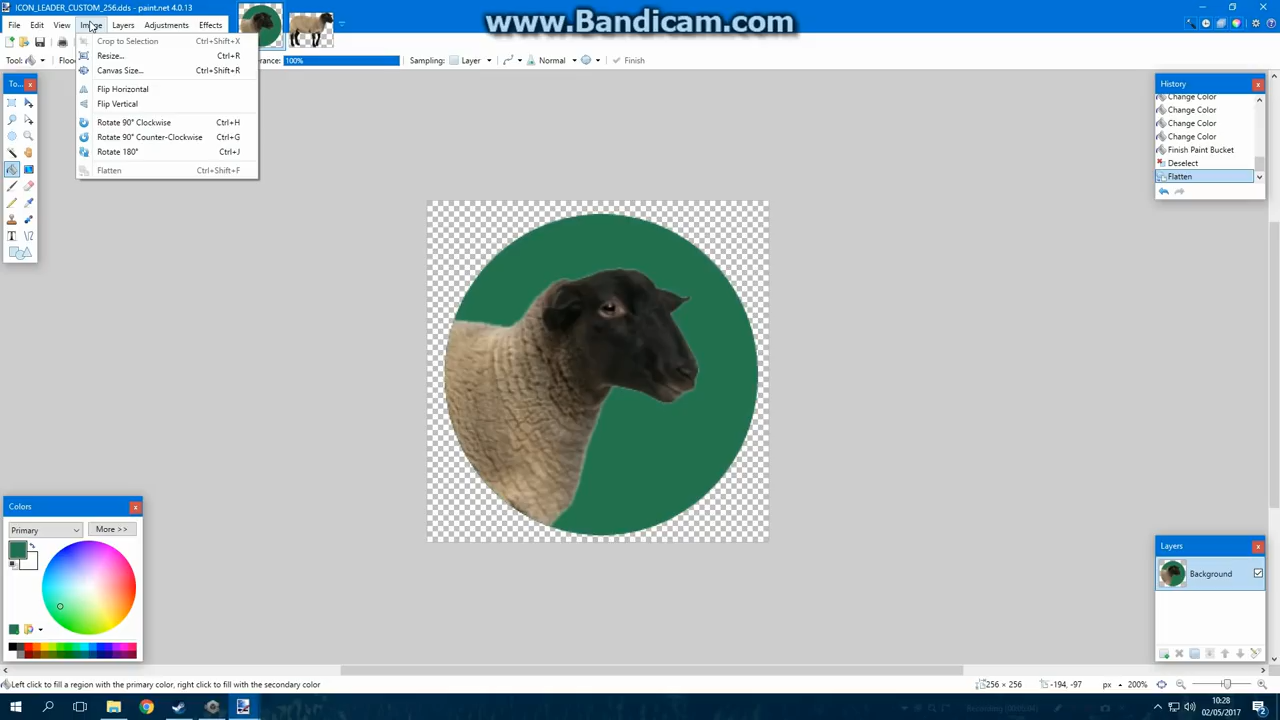 ICON_LEADER_CUSTOM_256.dds - paint.net 4.0.13
www.Bandicam.com
File Edit View Image Layers Adjustments Effects
Crop to Selection Ctrl+Shift+X
Resize... Ctrl+R
Canvas Size... Ctrl+Shift+R
Flip Horizontal
Flip Vertical
Rotate 90° Clockwise Ctrl+H
Rotate 90° Counter-Clockwise Ctrl+G
Rotate 180° Ctrl+J
Flatten Ctrl+Shift+F
100% Sampling: Layer Normal Finish
To...
History
Change Color
Change Color
Change Color
Change Color
Finish Paint Bucket
Deselect
Flatten
Colors
Primary More >>
Layers
Background
Left click to fill a region with the primary color, right click to fill with the secondary color
256 × 256 -194, -97 px 200%
10:28
02/05/2017